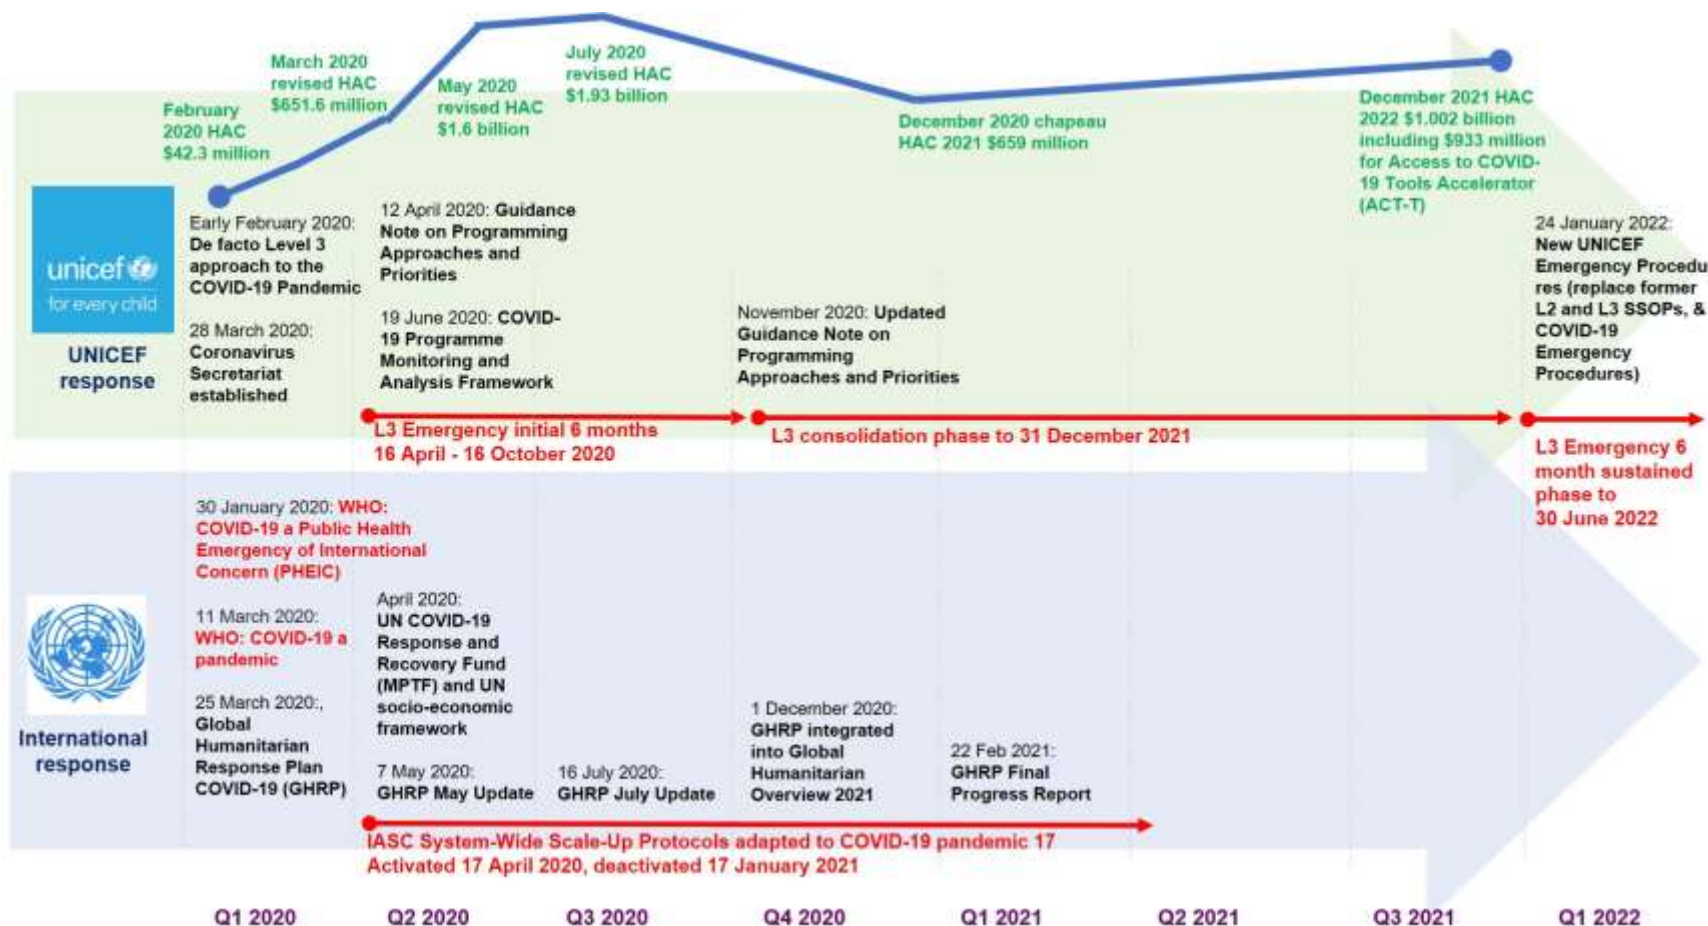 February
2020 HAC
$42.3 million
March 2020
revised HAC
$651.6 million
May 2020
revised HAC
$1.6 billion
July 2020
revised HAC
$1.93 billion
December 2020 chapeau
HAC 2021 $659 million
December 2021 HAC
2022 $1.002 billion
including $933 million
for Access to COVID-
19 Tools Accelerator
(ACT-T)
unicef
for every child
UNICEF
response
Early February 2020:
De facto Level 3
approach to the
COVID-19 Pandemic
28 March 2020:
Coronavirus
Secretariat
established
12 April 2020: Guidance
Note on Programming
Approaches and
Priorities
19 June 2020: COVID-
19 Programme
Monitoring and
Analysis Framework
November 2020: Updated
Guidance Note on
Programming
Approaches and Priorities
24 January 2022:
New UNICEF
Emergency Procedu
res (replace former
L2 and L3 SSOPs, &
COVID-19
Emergency
Procedures)
L3 Emergency initial 6 months
16 April - 16 October 2020
L3 consolidation phase to 31 December 2021
L3 Emergency 6
month sustained
phase to
30 June 2022
International
response
30 January 2020: WHO:
COVID-19 a Public Health
Emergency of International
Concern (PHEIC)
11 March 2020:
WHO: COVID-19 a
pandemic
25 March 2020:,
Global
Humanitarian
Response Plan
COVID-19 (GHRP)
April 2020:
UN COVID-19
Response and
Recovery Fund
(MPTF) and UN
socio-economic
framework
7 May 2020:
GHRP May Update
16 July 2020:
GHRP July Update
1 December 2020:
GHRP integrated
into Global
Humanitarian
Overview 2021
22 Feb 2021:
GHRP Final
Progress Report
IASC System-Wide Scale-Up Protocols adapted to COVID-19 pandemic 17
Activated 17 April 2020, deactivated 17 January 2021
Q1 2020
Q2 2020
Q3 2020
Q4 2020
Q1 2021
Q2 2021
Q3 2021
Q1 2022